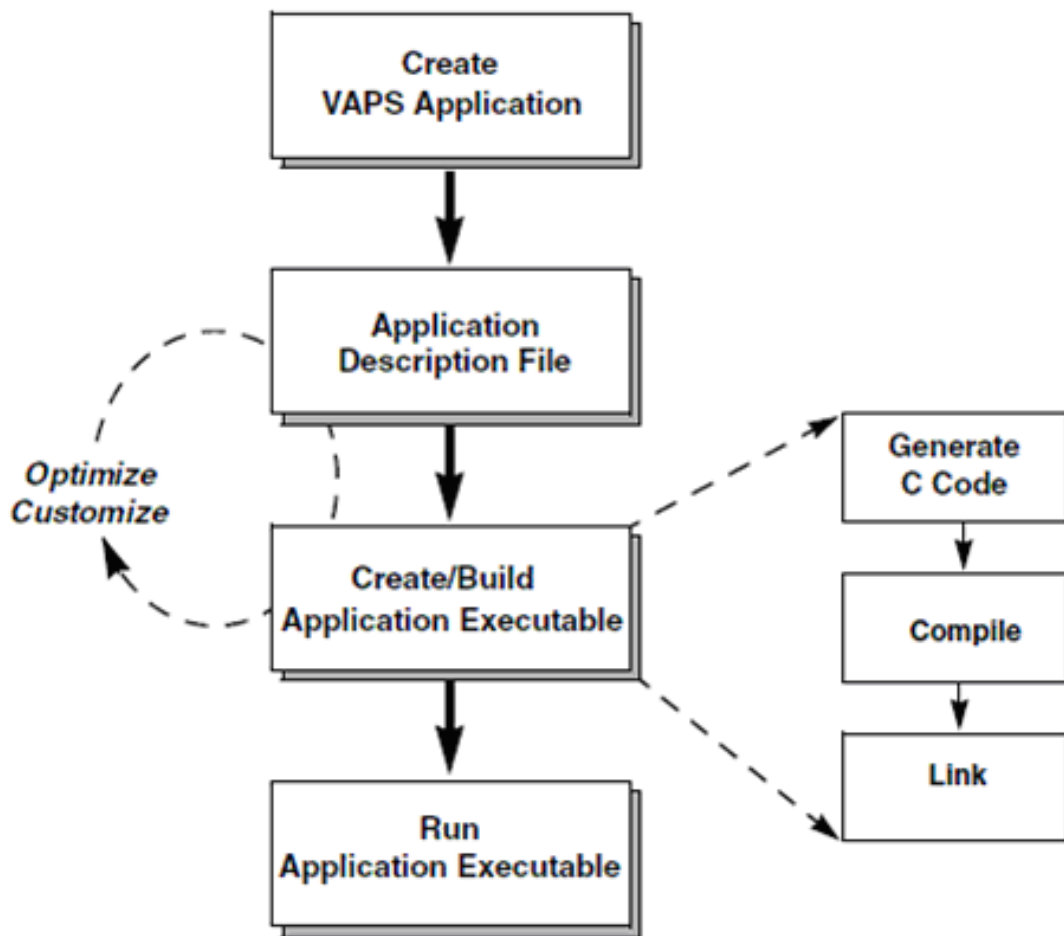 Create
VAPS Application
Application
Description File
Optimize
Customize
Generate
C Code
Create/Build
Application Executable
Compile
Link
Run
Application Executable